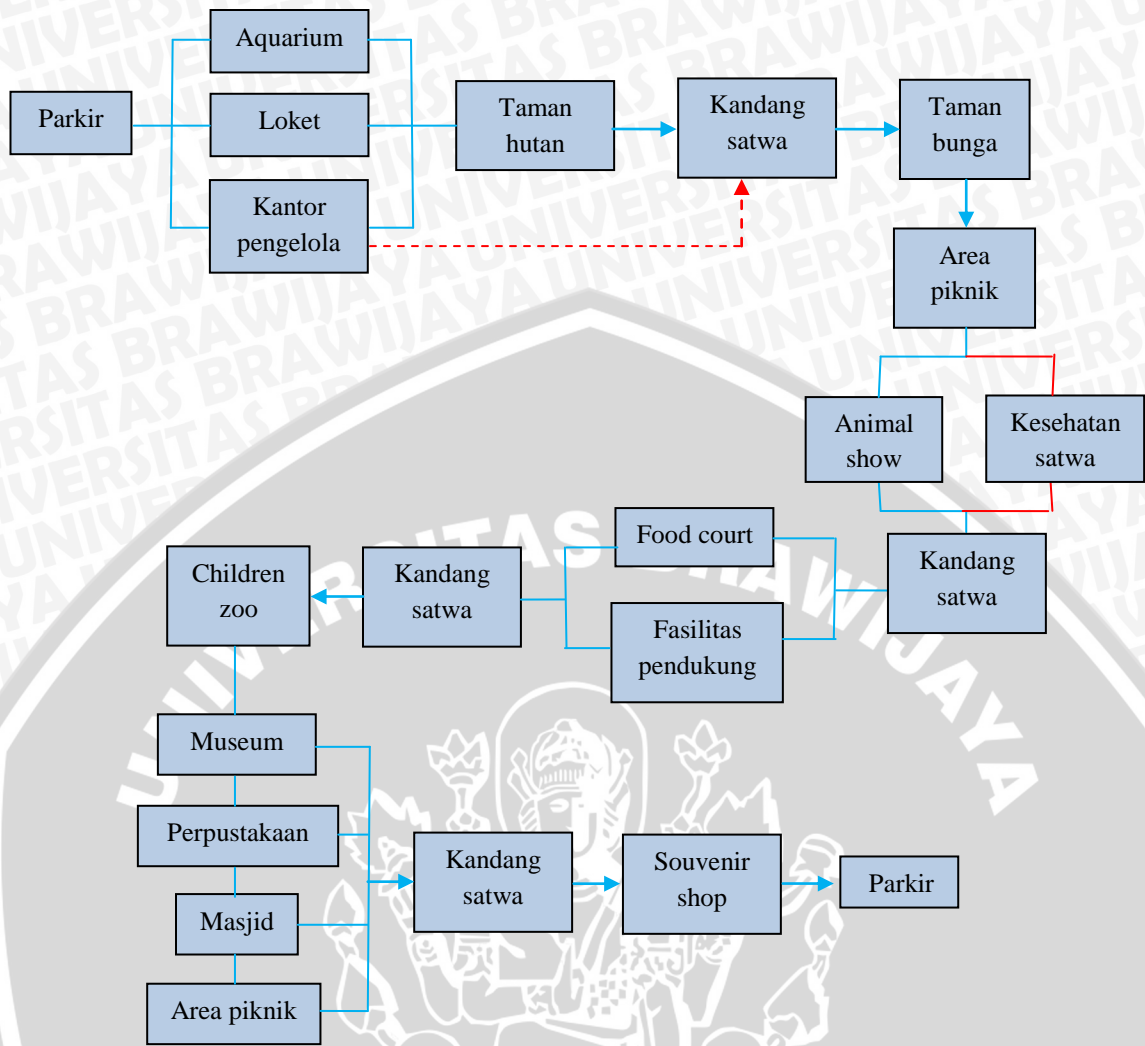 Aquarium
Parkir
Loket
Taman
hutan
Kandang
satwa
Taman
bunga
Kantor
pengelola
Area
piknik
Animal
show
Kesehatan
satwa
Children
zoo
Kandang
satwa
Food court
Fasilitas
pendukung
Kandang
satwa
Museum
Perpustakaan
Masjid
Area piknik
Kandang
satwa
Souvenir
shop
Parkir
UNIVERSITAS BRAWIJAYA